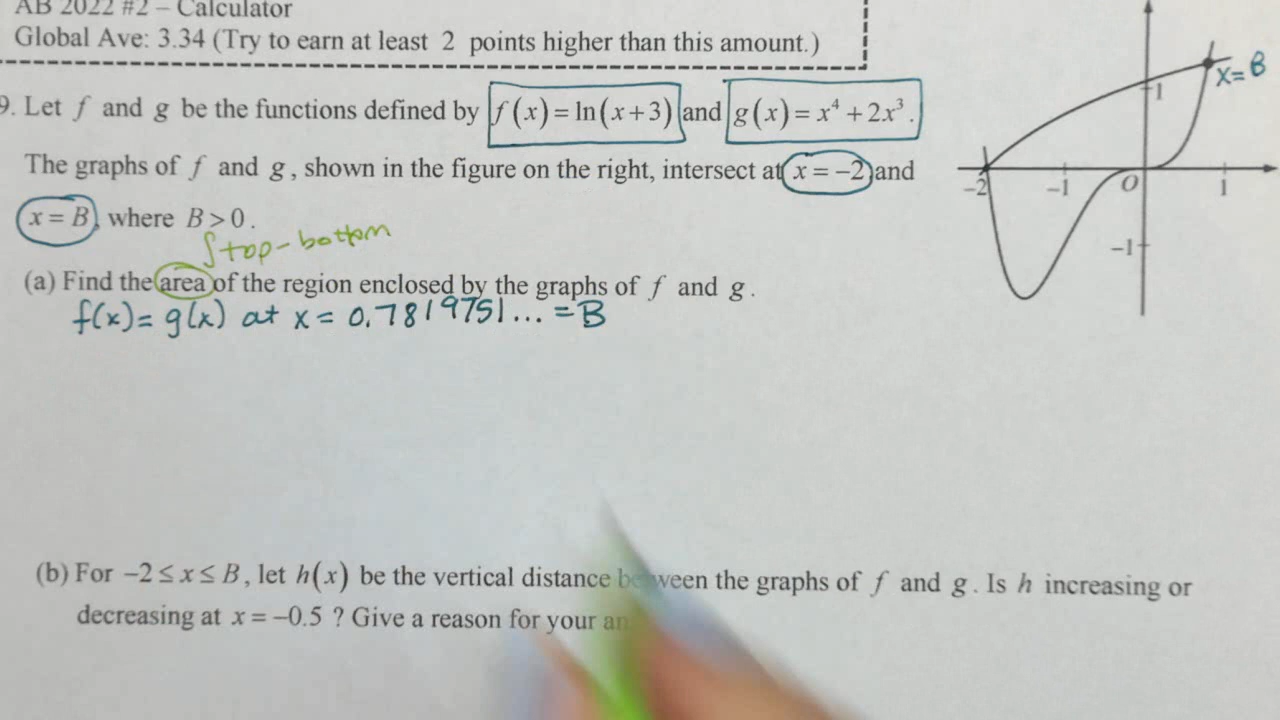 AB 2022 #2 – Calculator
Global Ave: 3.34 (Try to earn at least 2 points higher than this amount.)
9. Let f and g be the functions defined by f(x) = ln(x+3) and g(x) = x⁴ + 2x³.
The graphs of f and g, shown in the figure on the right, intersect at x = −2 and
x = B, where B > 0.
∫ top - bottom
(a) Find the area of the region enclosed by the graphs of f and g.
f(x) = g(x) at x = 0.7819751... = B
(b) For −2 ≤ x ≤ B, let h(x) be the vertical distance between the graphs of f and g. Is h increasing or
decreasing at x = −0.5 ? Give a reason for your
x = B
1
−2 −1 O 1
−1